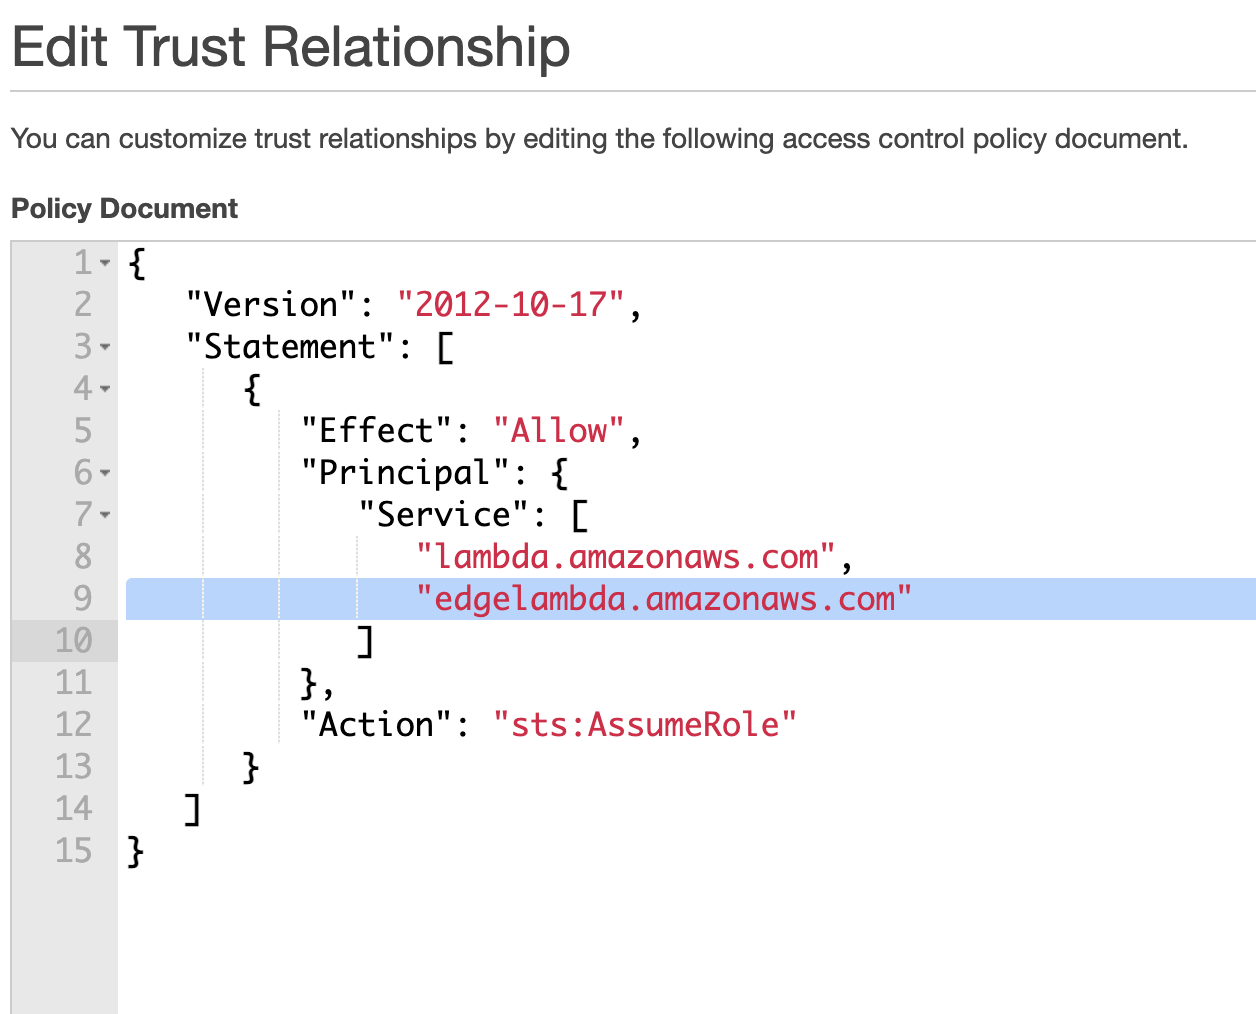 Edit Trust Relationship
You can customize trust relationships by editing the following access control policy document.
Policy Document
1 {
2 "Version": "2012-10-17",
3 "Statement": [
4 {
5 "Effect": "Allow",
6 "Principal": {
7 "Service": [
8 "lambda.amazonaws.com",
9 "edgelambda.amazonaws.com"
10 ]
11 },
12 "Action": "sts:AssumeRole"
13 }
14 ]
15 }